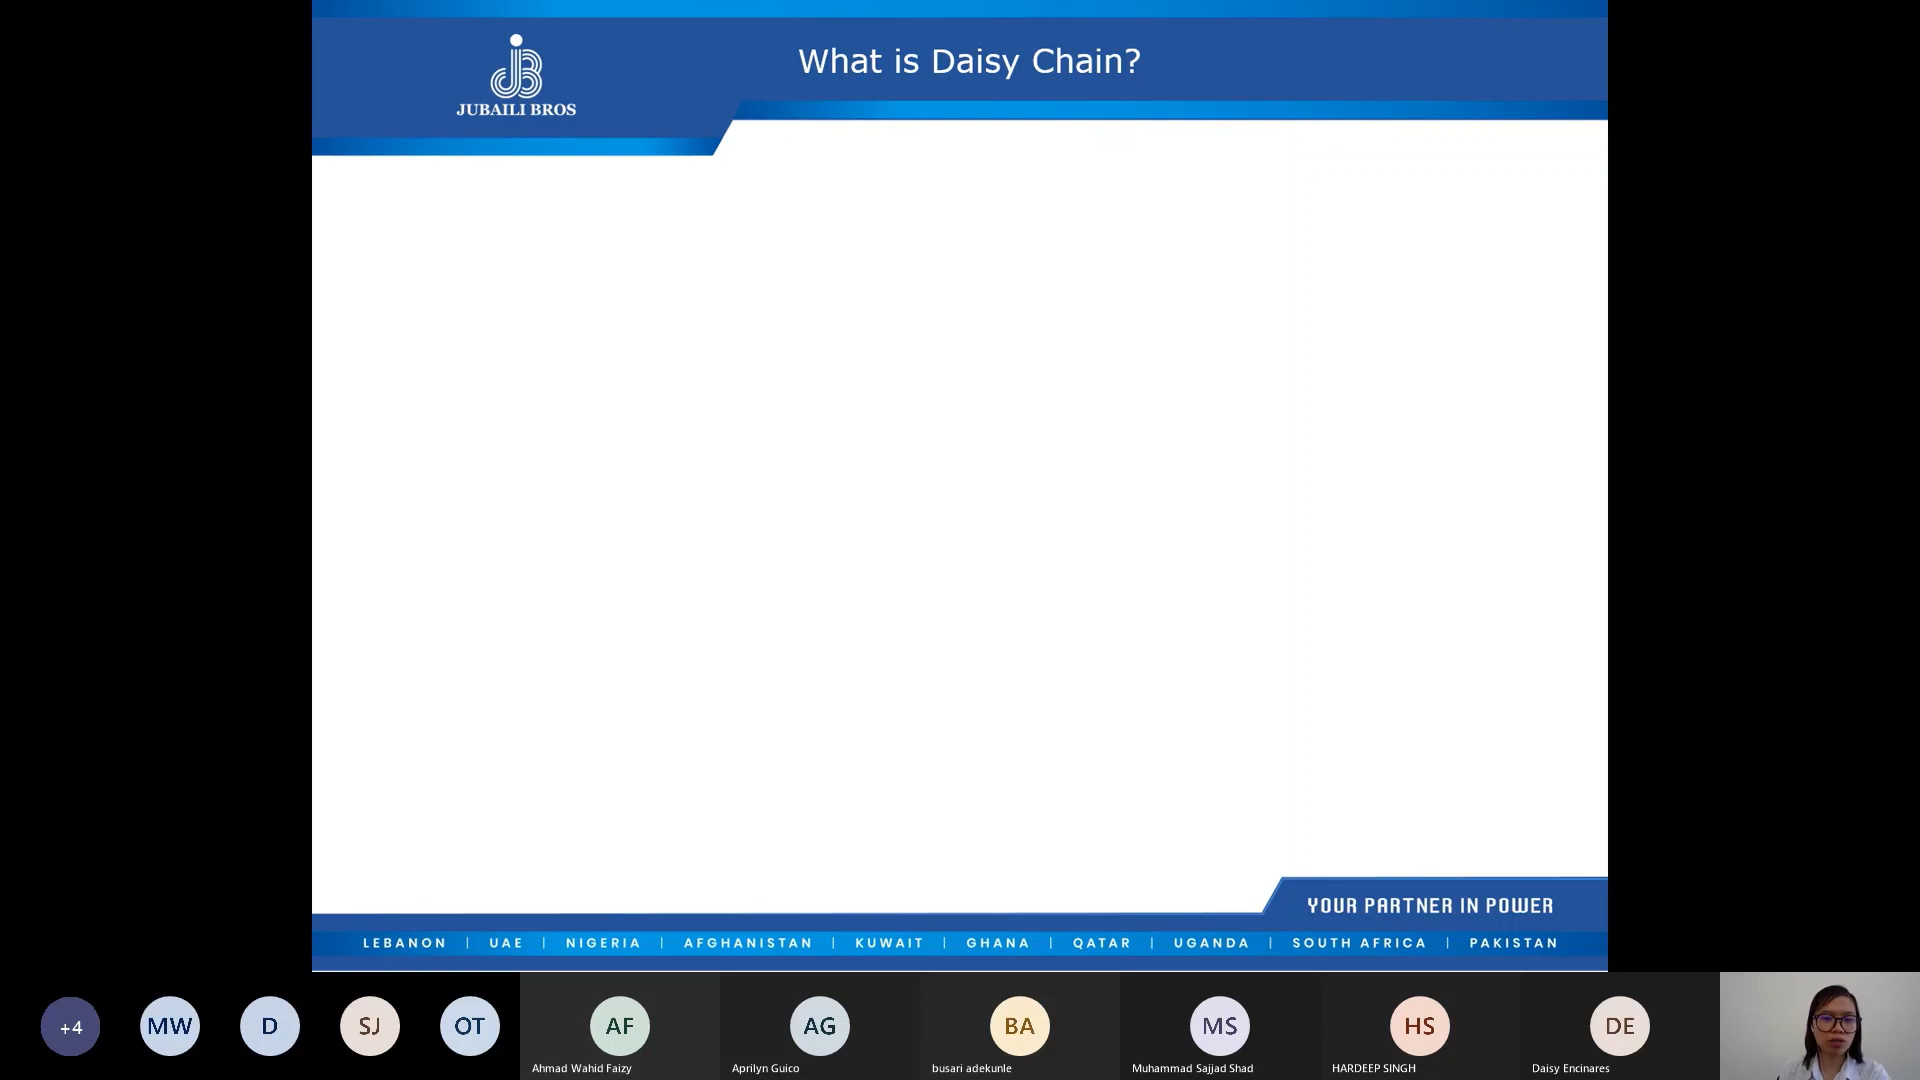 What is Daisy Chain?
JUBAILI BROS
YOUR PARTNER IN POWER
LEBANON | UAE | NIGERIA | AFGHANISTAN | KUWAIT | GHANA | QATAR | UGANDA | SOUTH AFRICA | PAKISTAN
+4 MW D SJ OT AF AG BA MS HS DE
Ahmad Wahid Faizy Aprilyn Guico busari adekunle Muhammad Sajjad Shad HARDEEP SINGH Daisy Encinares